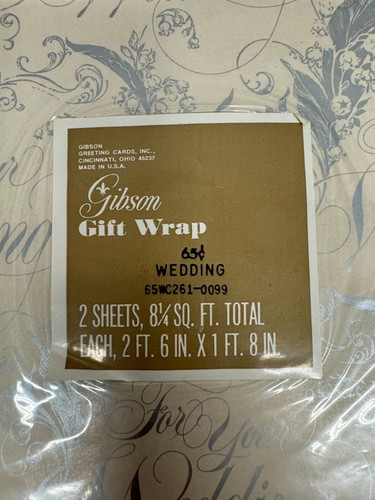 GIBSON
GREETING CARDS, INC.,
CINCINNATI, OHIO 45237
MADE IN U.S.A.
Gibson
Gift Wrap
65¢
WEDDING
65WC261-0099
2 SHEETS, 8¼ SQ. FT. TOTAL
EACH, 2 FT. 6 IN. X 1 FT. 8 IN.
For You